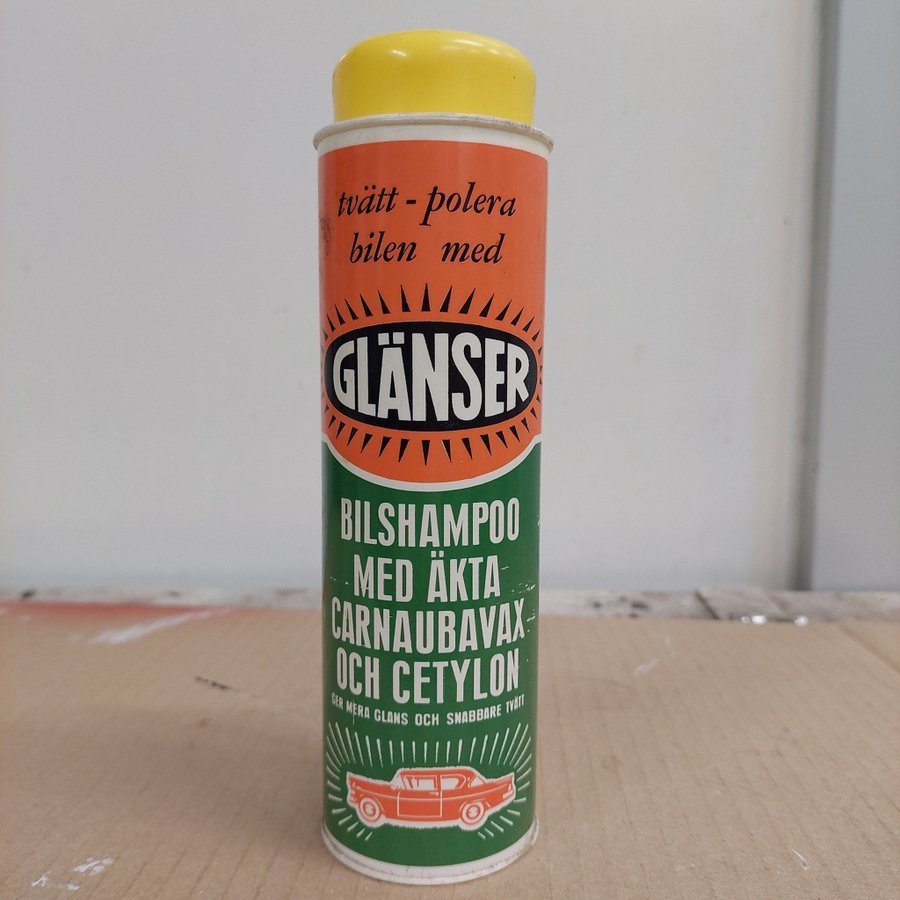 tvätt - polera
bilen med
GLÄNSER
BILSHAMPOO
MED ÄKTA
CARNAUBAVAX
OCH CETYLON
GER MERA GLANS OCH SNABBARE TVÄTT